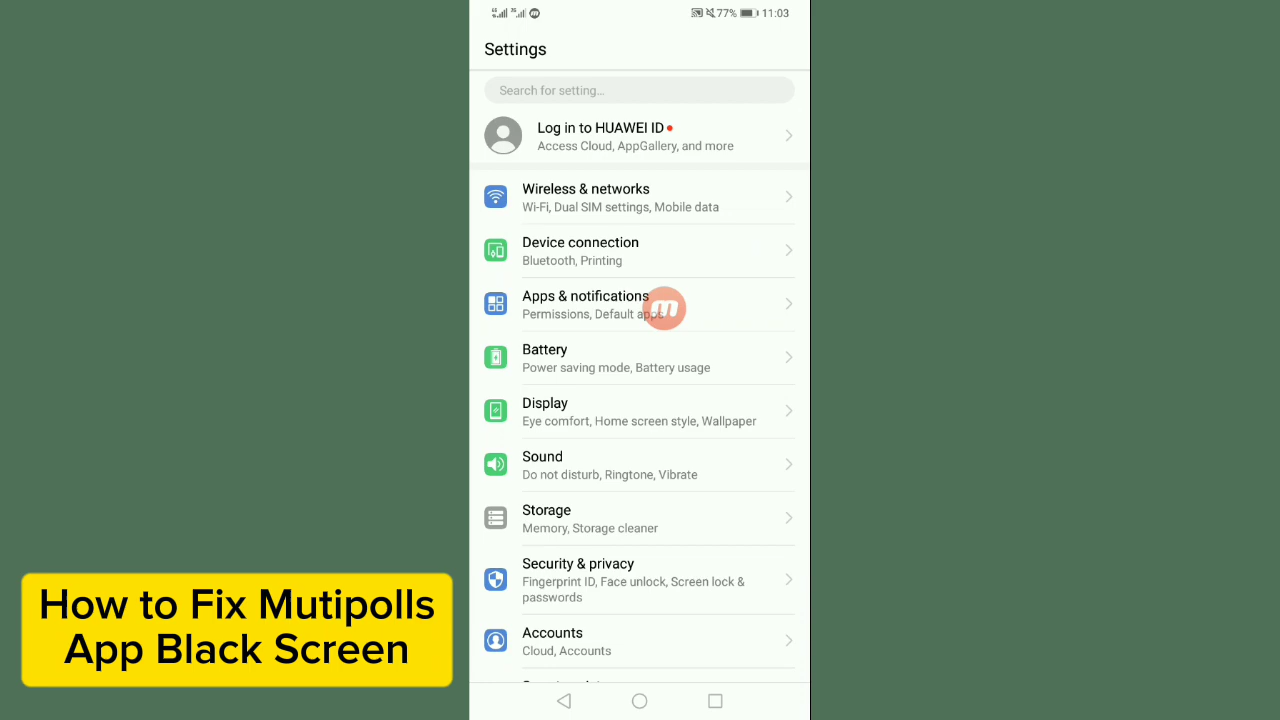 77% 11:03
Settings
Search for setting...
Log in to HUAWEI ID
Access Cloud, AppGallery, and more
Wireless & networks
Wi-Fi, Dual SIM settings, Mobile data
Device connection
Bluetooth, Printing
Apps & notifications
Permissions, Default apps
Battery
Power saving mode, Battery usage
Display
Eye comfort, Home screen style, Wallpaper
Sound
Do not disturb, Ringtone, Vibrate
Storage
Memory, Storage cleaner
Security & privacy
Fingerprint ID, Face unlock, Screen lock &
passwords
Accounts
Cloud, Accounts
How to Fix Mutipolls
App Black Screen